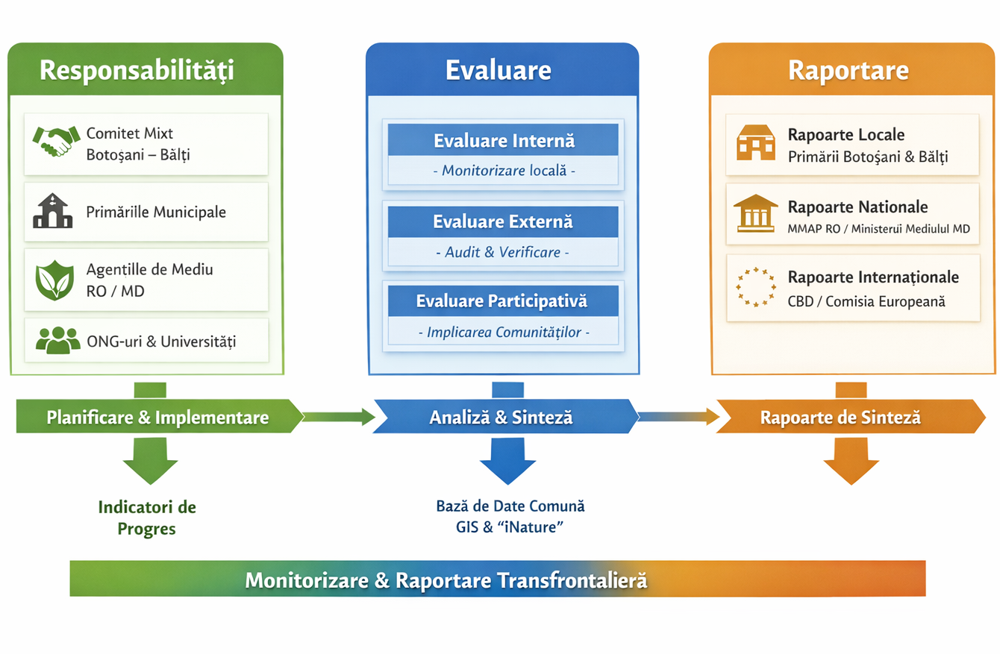 Responsabilități
Comitet Mixt
Botoșani – Bălți
Primăriile Municipale
Agențiile de Mediu
RO / MD
ONG-uri & Universități
Evaluare
Evaluare Internă
- Monitorizare locală -
Evaluare Externă
- Audit & Verificare -
Evaluare Participativă
- Implicarea Comunităților -
Raportare
Rapoarte Locale
Primării Botoșani & Bălți
Rapoarte Nationale
MMAP RO / Ministerul Mediului MD
Rapoarte Internaționale
CBD / Comisia Europeană
Planificare & Implementare
Analiză & Sinteză
Rapoarte de Sinteză
Indicatori de
Progres
Bază de Date Comună
GIS & “iNature”
Monitorizare & Raportare Transfrontalieră